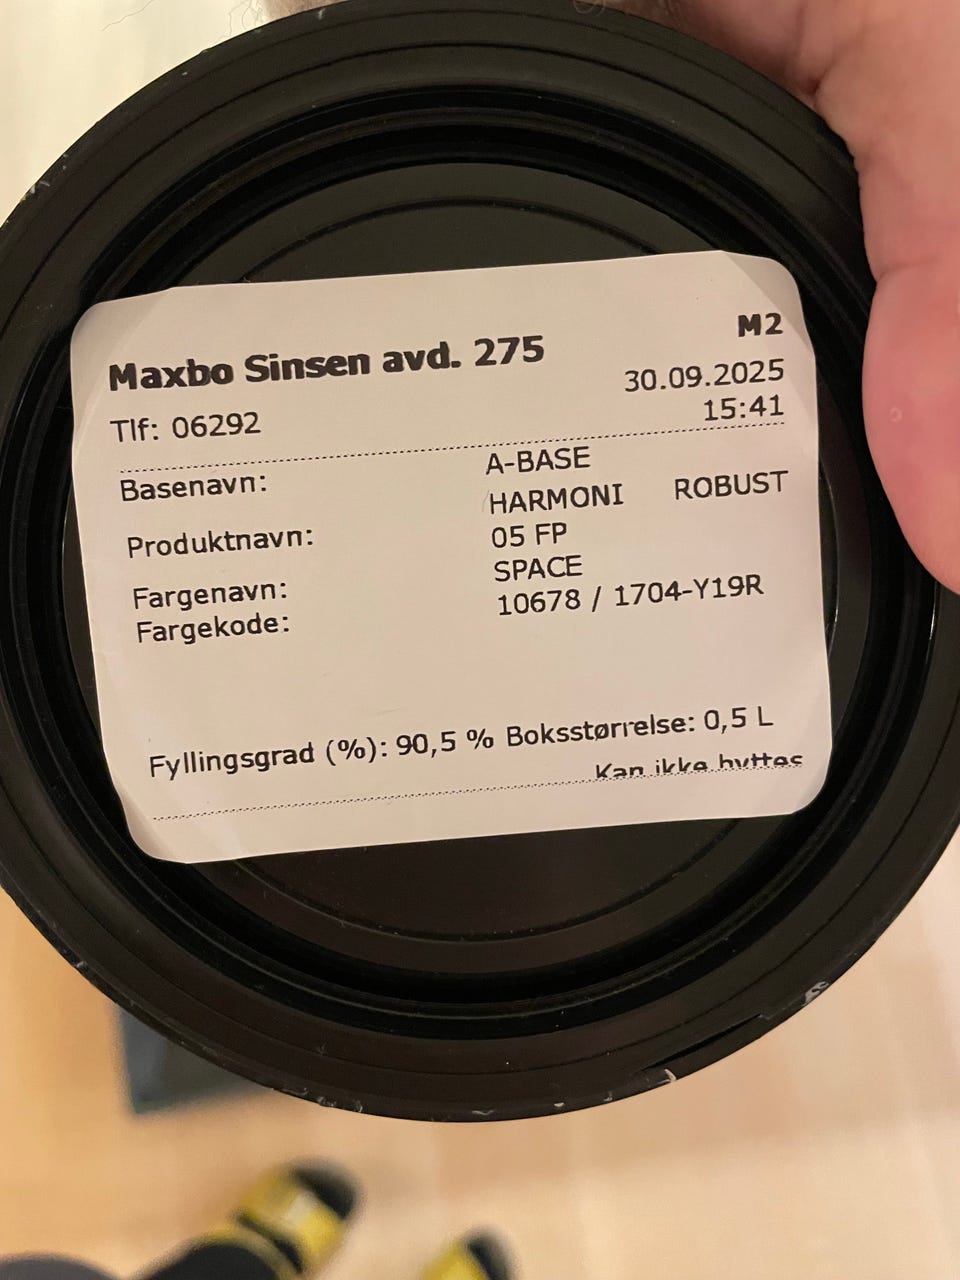 Maxbo Sinsen avd. 275
M2
Tlf: 06292
30.09.2025
15:41
Basenavn: A-BASE
Produktnavn: HARMONI ROBUST
05 FP
Fargenavn: SPACE
Fargekode: 10678 / 1704-Y19R
Fyllingsgrad (%): 90,5 % Boksstørrelse: 0,5 L
Kan ikke byttes